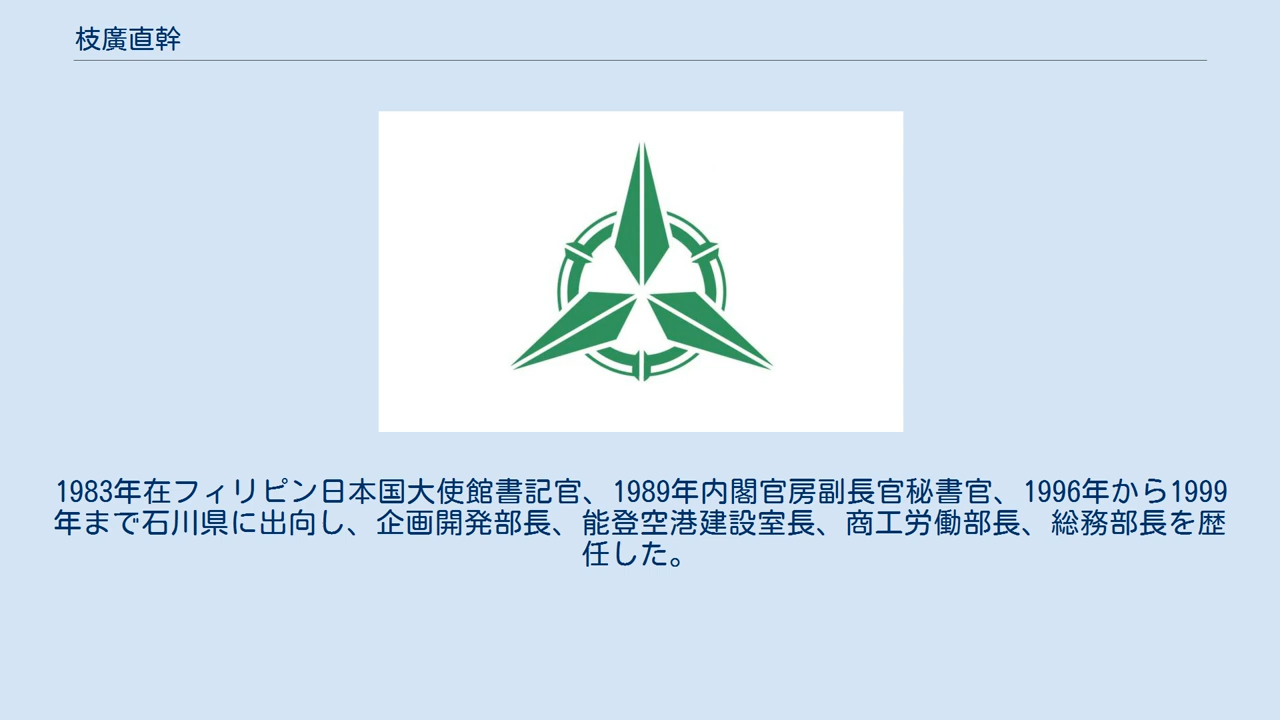 枝廣直幹
1983年在フィリピン日本国大使館書記官、1989年内閣官房副長官秘書官、1996年から1999
年まで石川県に出向し、企画開発部長、能登空港建設室長、商工労働部長、総務部長を歴
任した。